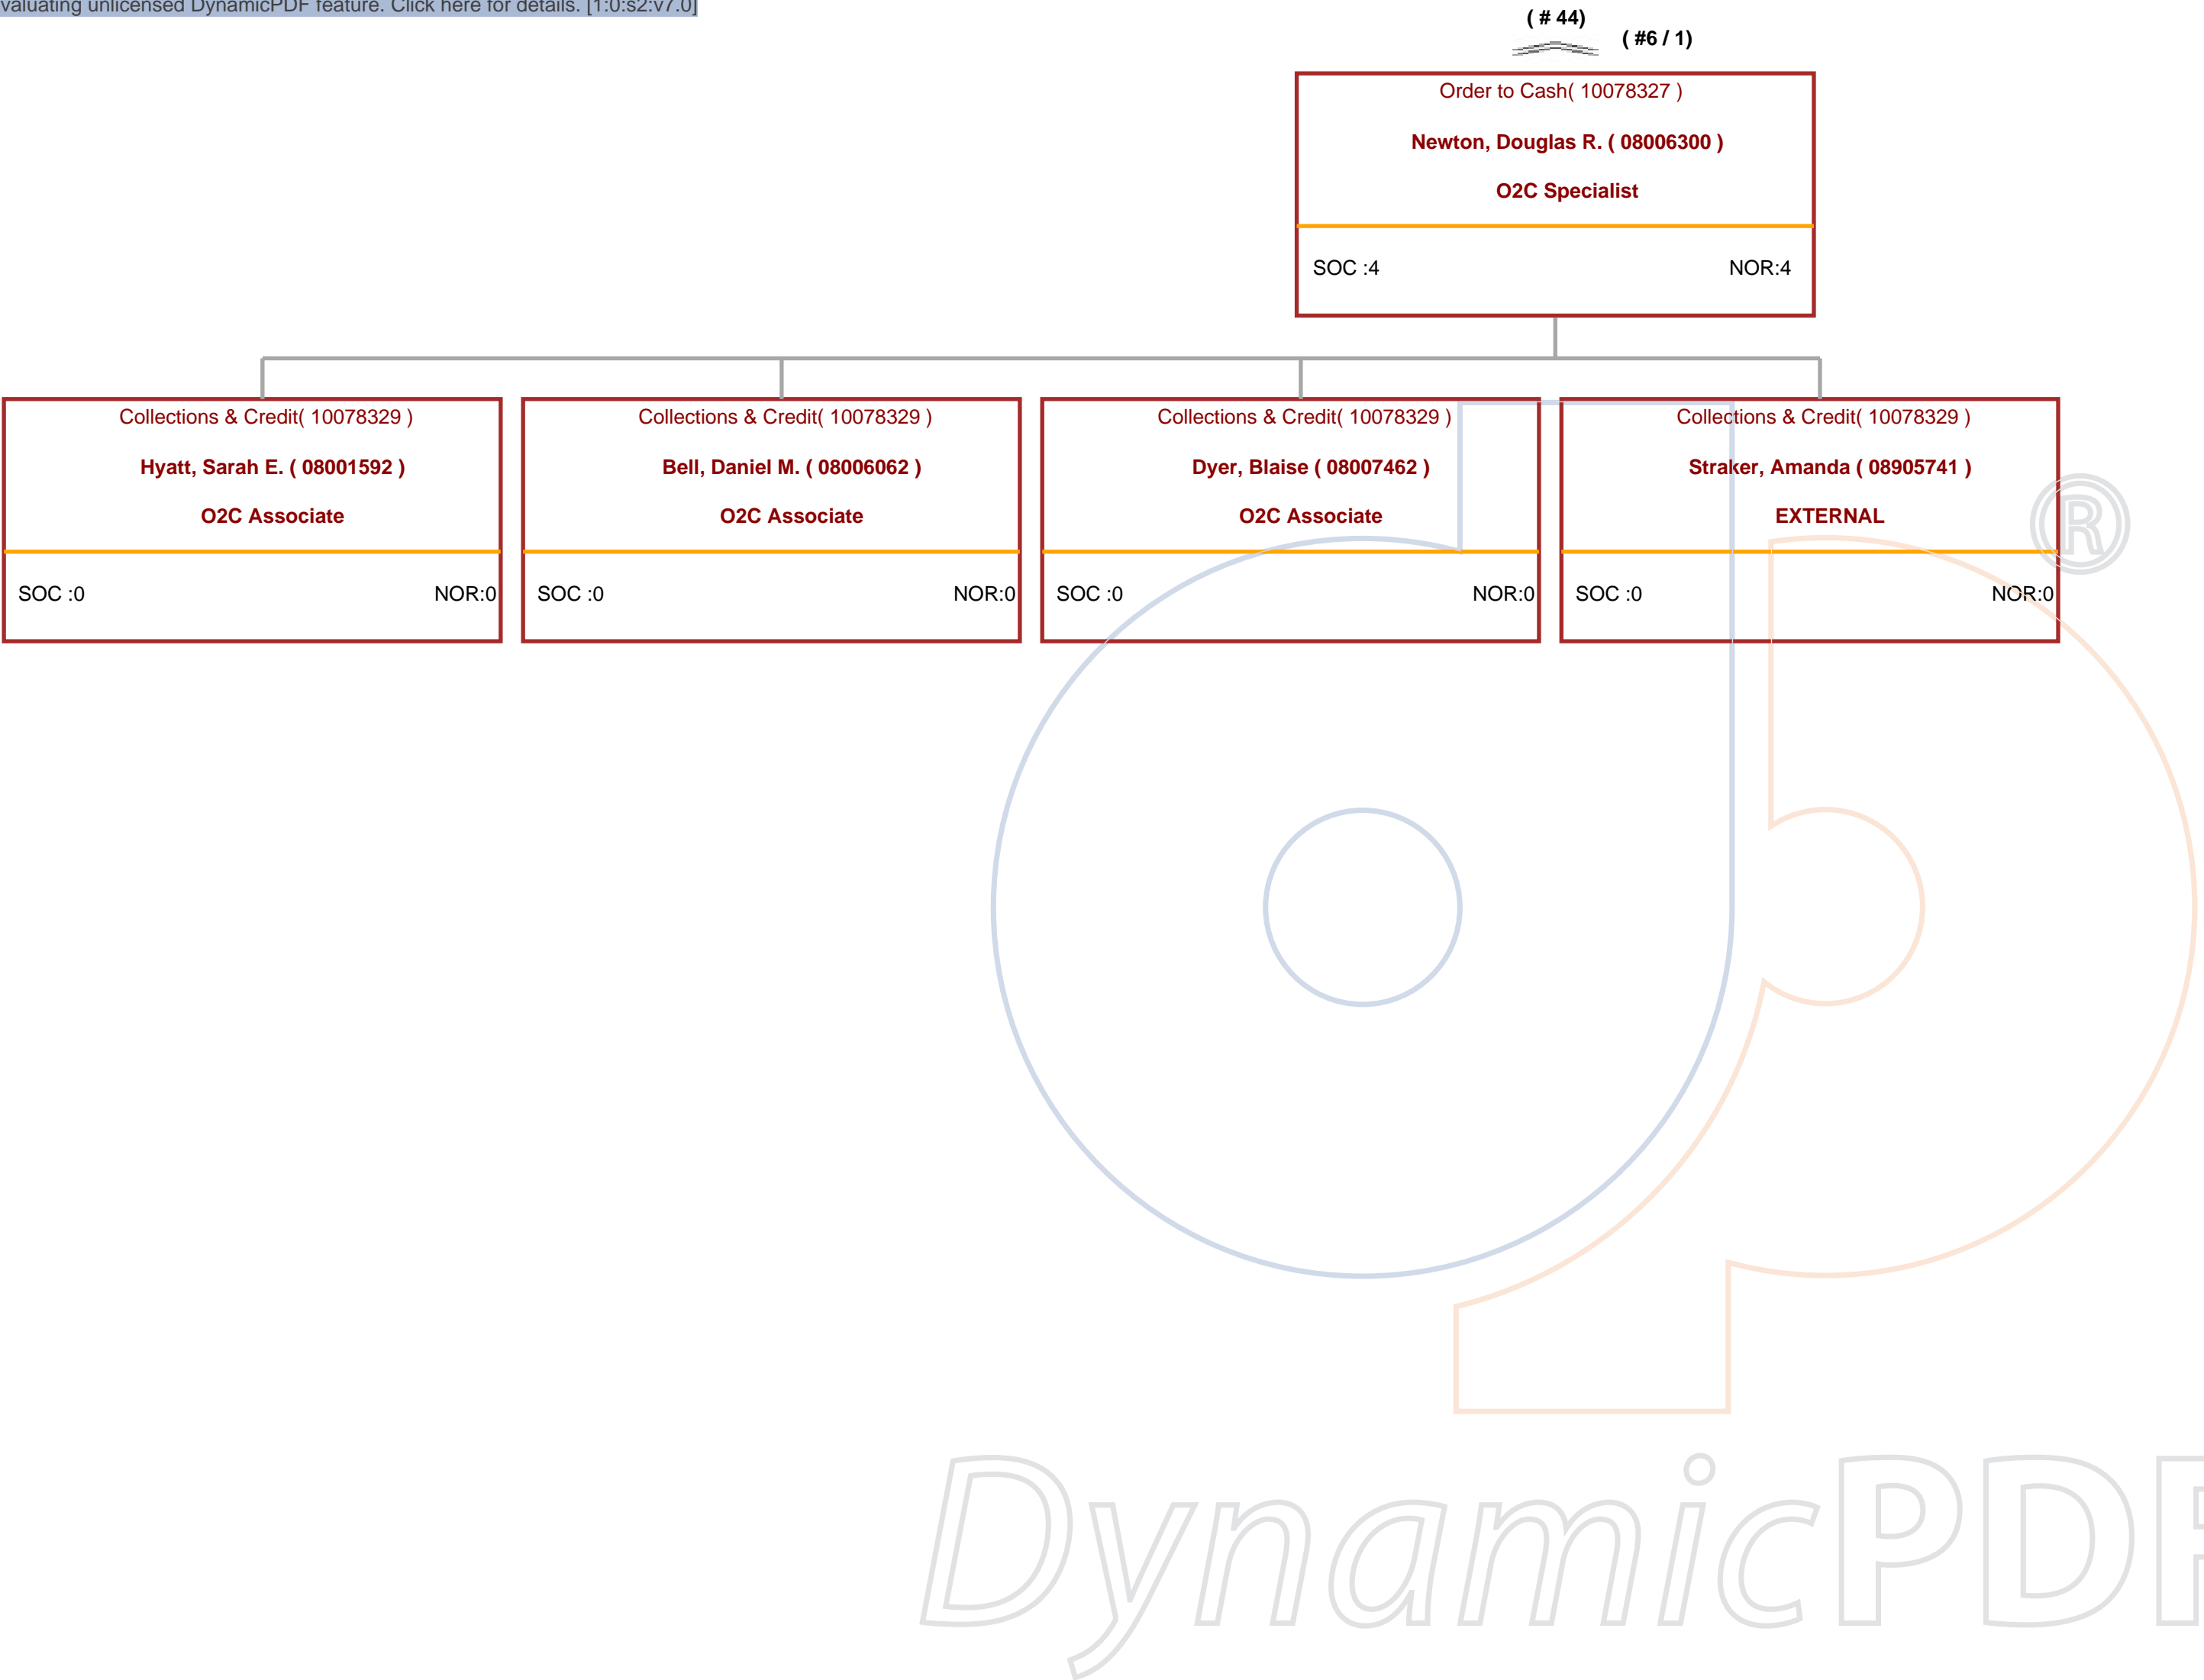 valuating unlicensed DynamicPDF feature. Click here for details. [1:0:s2:v7.0]
( # 44)
( #6 / 1)
Order to Cash( 10078327 )
Newton, Douglas R. ( 08006300 )
O2C Specialist
SOC :4 NOR:4
Collections & Credit( 10078329 )
Hyatt, Sarah E. ( 08001592 )
O2C Associate
SOC :0 NOR:0
Collections & Credit( 10078329 )
Bell, Daniel M. ( 08006062 )
O2C Associate
SOC :0 NOR:0
Collections & Credit( 10078329 )
Dyer, Blaise ( 08007462 )
O2C Associate
SOC :0 NOR:0
Collections & Credit( 10078329 )
Straker, Amanda ( 08905741 )
EXTERNAL
SOC :0 NOR:0
®
DynamicPDF